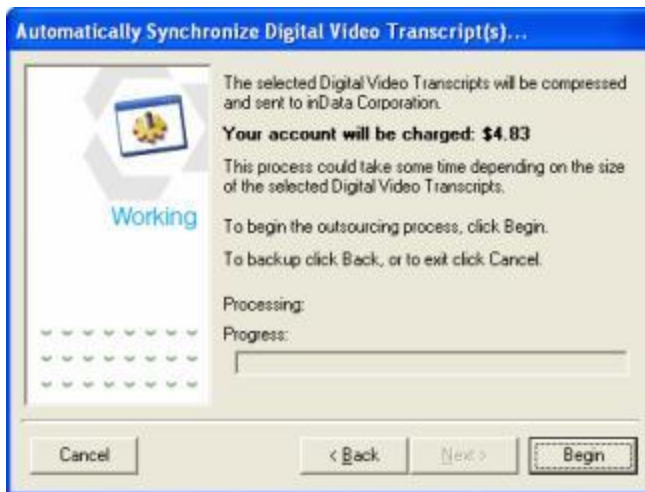 Automatically Synchronize Digital Video Transcript(s)...
The selected Digital Video Transcripts will be compressed
and sent to inData Corporation.
Your account will be charged: $4.83
This process could take some time depending on the size
of the selected Digital Video Transcripts.
Working
To begin the outsourcing process, click Begin.
To backup click Back, or to exit click Cancel.
Processing:
Progress:
Cancel
< Back
Next >
Begin